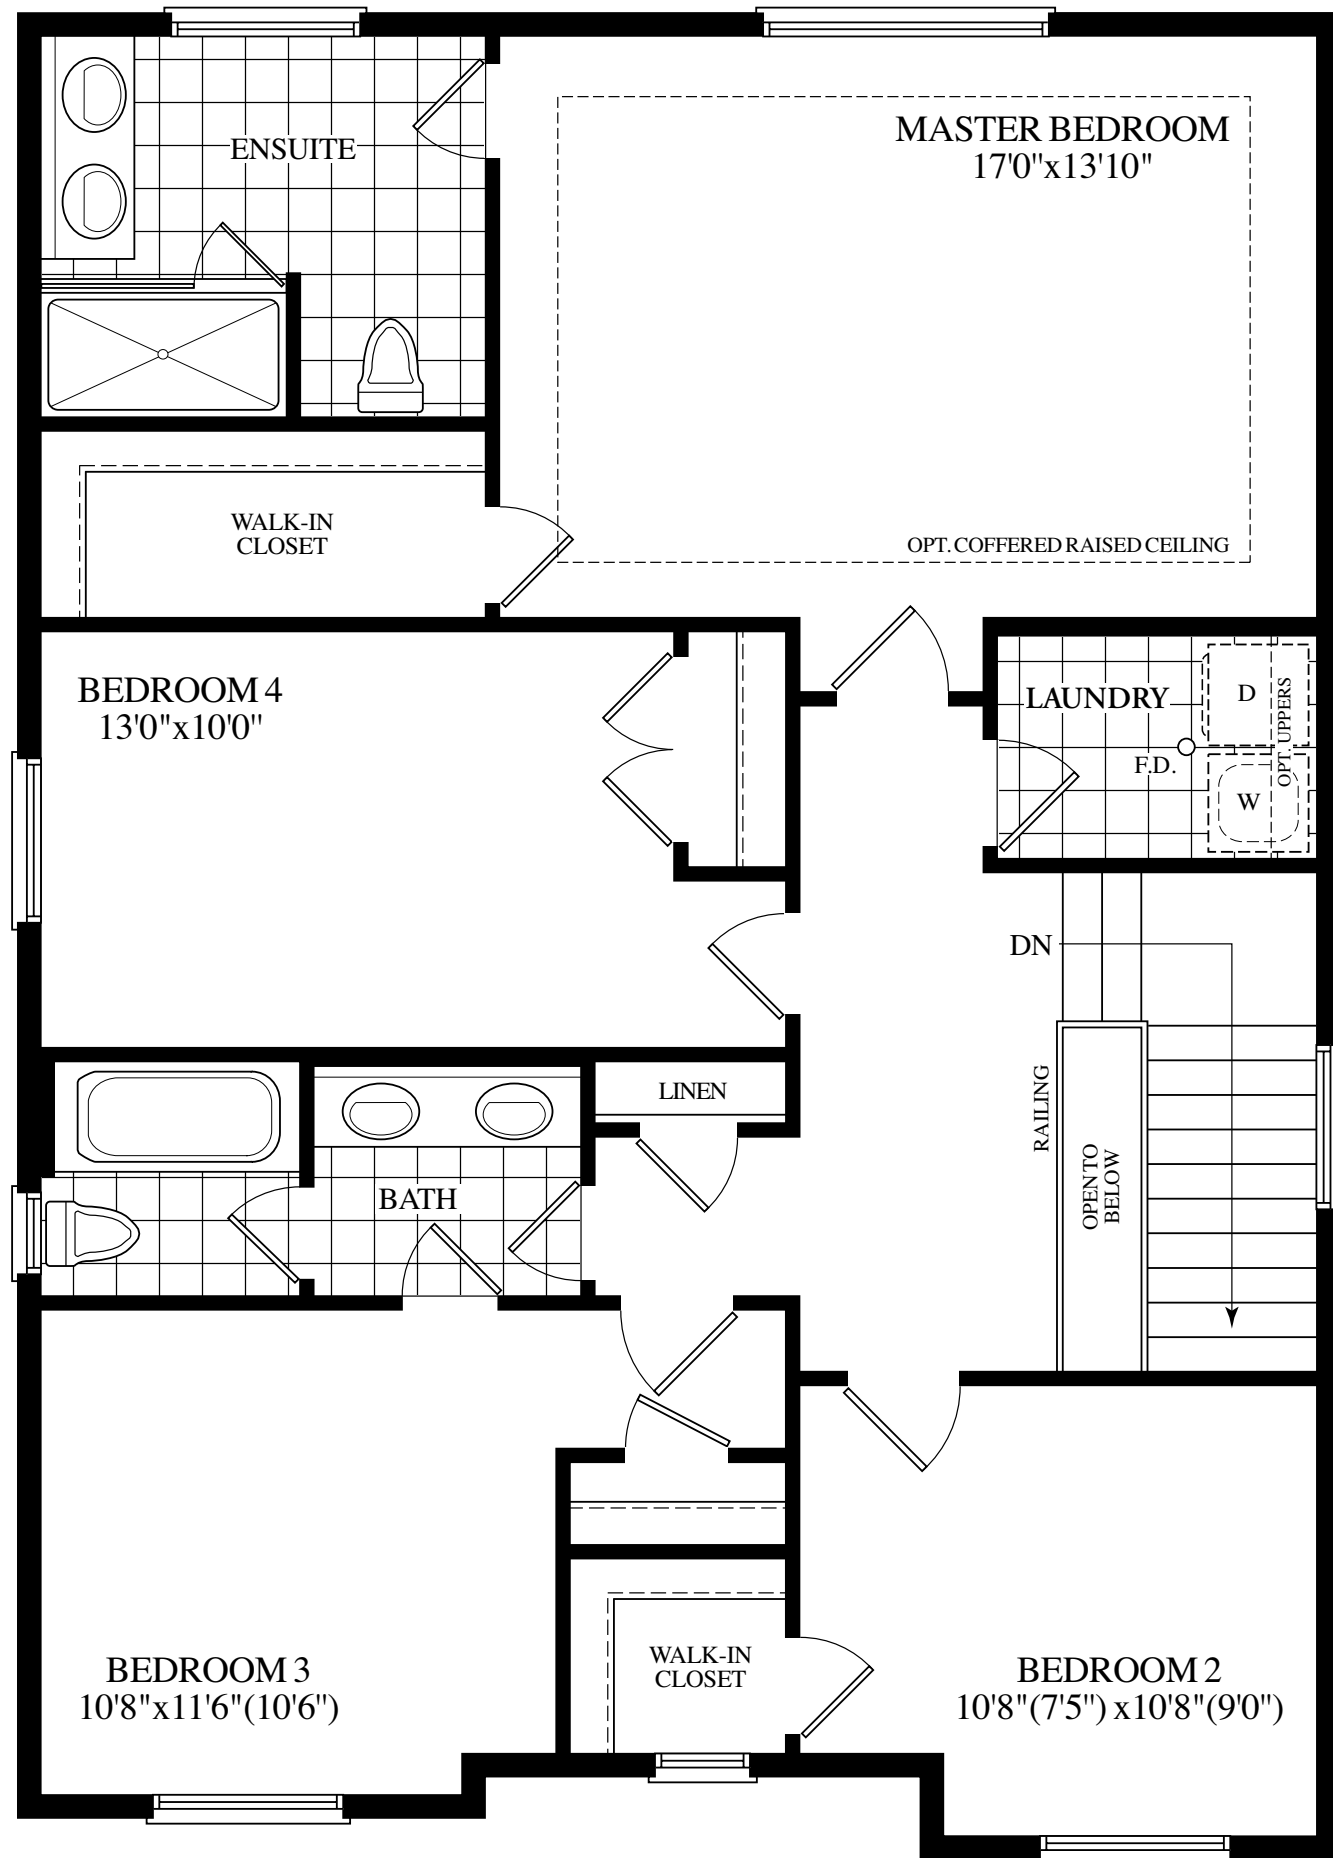 ENSUITE
MASTER BEDROOM
17'0"x13'10"
WALK-IN
CLOSET
OPT. COFFERED RAISED CEILING
BEDROOM 4
13'0"x10'0"
LAUNDRY
D
OPT. UPPERS
F.D.
W
DN
LINEN
RAILING
OPEN TO
BELOW
BATH
WALK-IN
CLOSET
BEDROOM 3
10'8"x11'6"(10'6")
BEDROOM 2
10'8"(7'5") x10'8"(9'0")